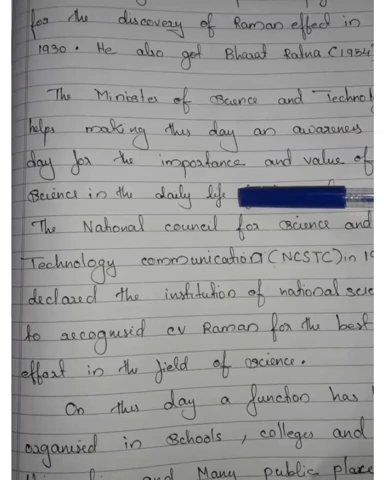 for the discovery of Raman effect in
1930. He also get Bharat Ratna (1954
The Minister of Science and Technol
helps making this day an awareness
day for the importance and value of
Science in the daily life
The National council for science and
Technology communication (NCSTC) in 19
declared the institution of national scie
to recognised CV Raman for the best
effort in the field of science.
On this day a function has
organised in Schools, colleges and
and Many public place